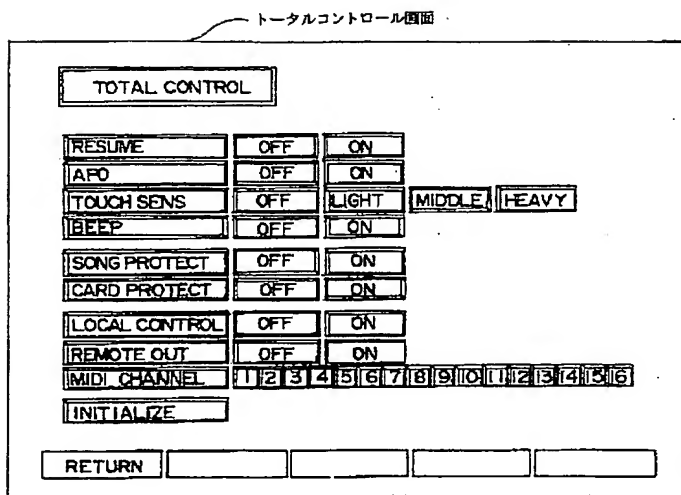 トータルコントロール画面
TOTAL CONTROL
RESUME OFF ON
APO OFF ON
TOUCH SENS OFF LIGHT MIDDLE HEAVY
BEEP OFF ON
SONG PROTECT OFF ON
CARD PROTECT OFF ON
LOCAL CONTROL OFF ON
REMOTE OUT OFF ON
MIDI CHANNEL 1 2 3 4 5 6 7 8 9 10 11 12 13 14 15 16
INITIALIZE
RETURN